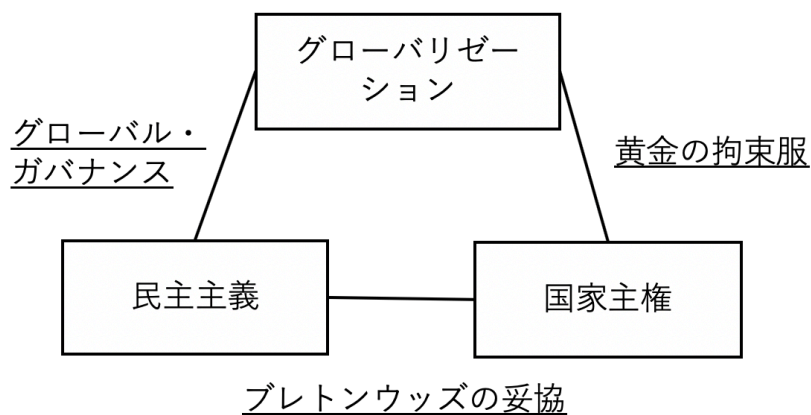 グローバリゼー
ション
グローバル・
ガバナンス
黄金の拘束服
民主主義
国家主権
ブレトンウッズの妥協